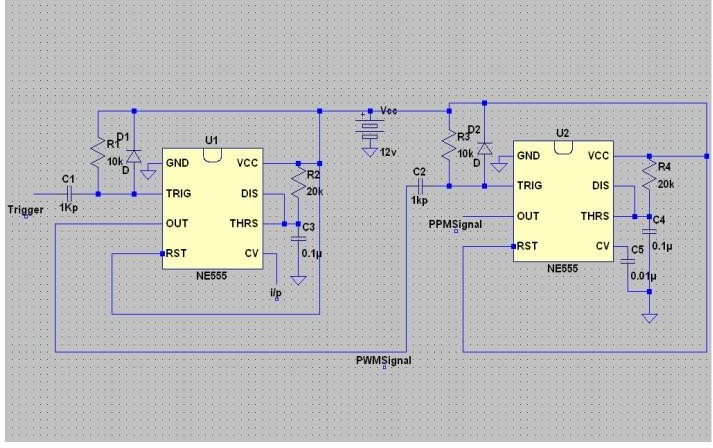 Vcc
12v
U1
GND VCC
TRIG DIS
OUT THRS
RST CV
NE555
D1
R1
10k
D
C1
1Kp
Trigger
R2
20k
C3
0.1µ
i/p
U2
GND VCC
TRIG DIS
OUT THRS
RST CV
NE555
D2
R3
10k
D
C2
1kp
PPMSignal
R4
20k
C4
0.1µ
C5
0.01µ
PWMSignal